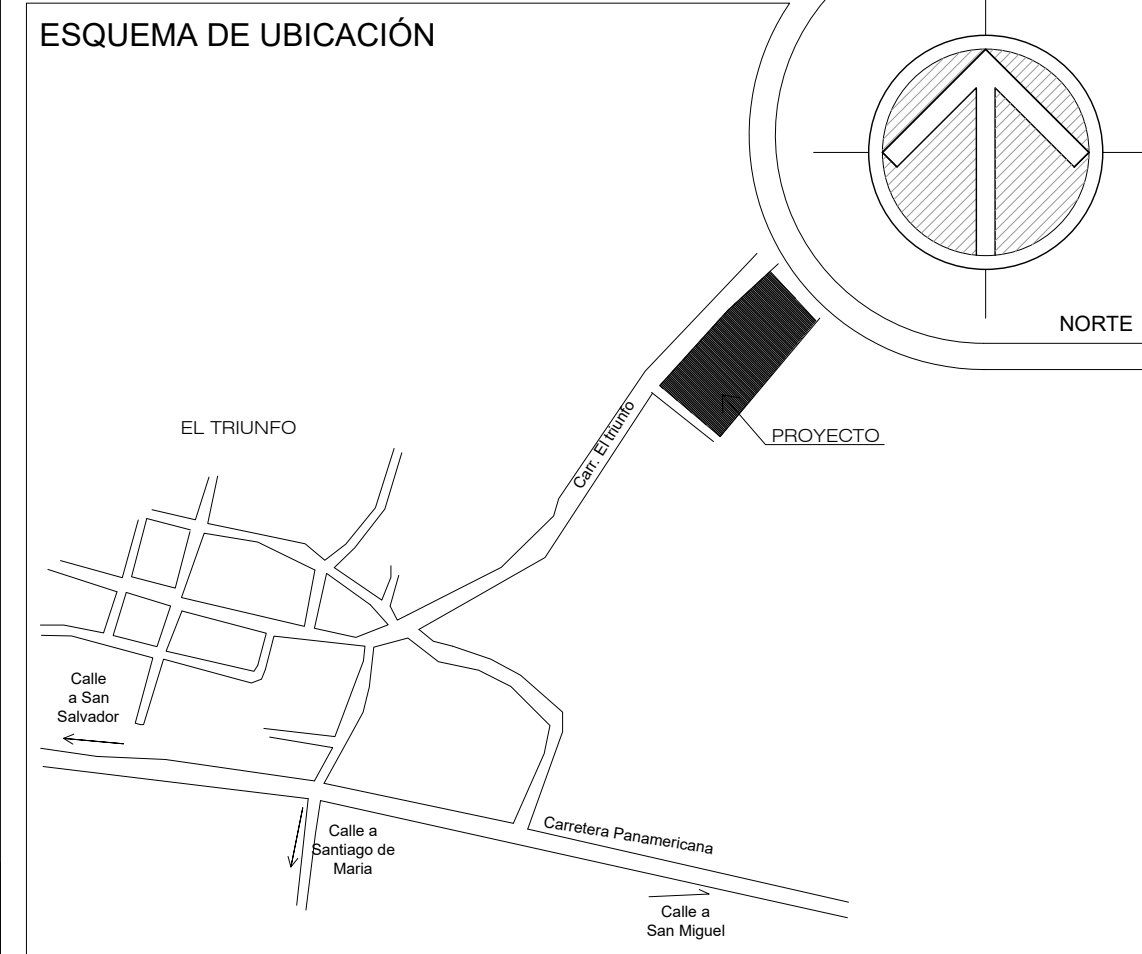 ESQUEMA DE UBICACIÓN
NORTE
EL TRIUNFO
Carr. El triunfo
PROYECTO
Calle
a San
Salvador
Calle a
Santiago de
Maria
Carretera Panamericana
Calle a
San Miguel